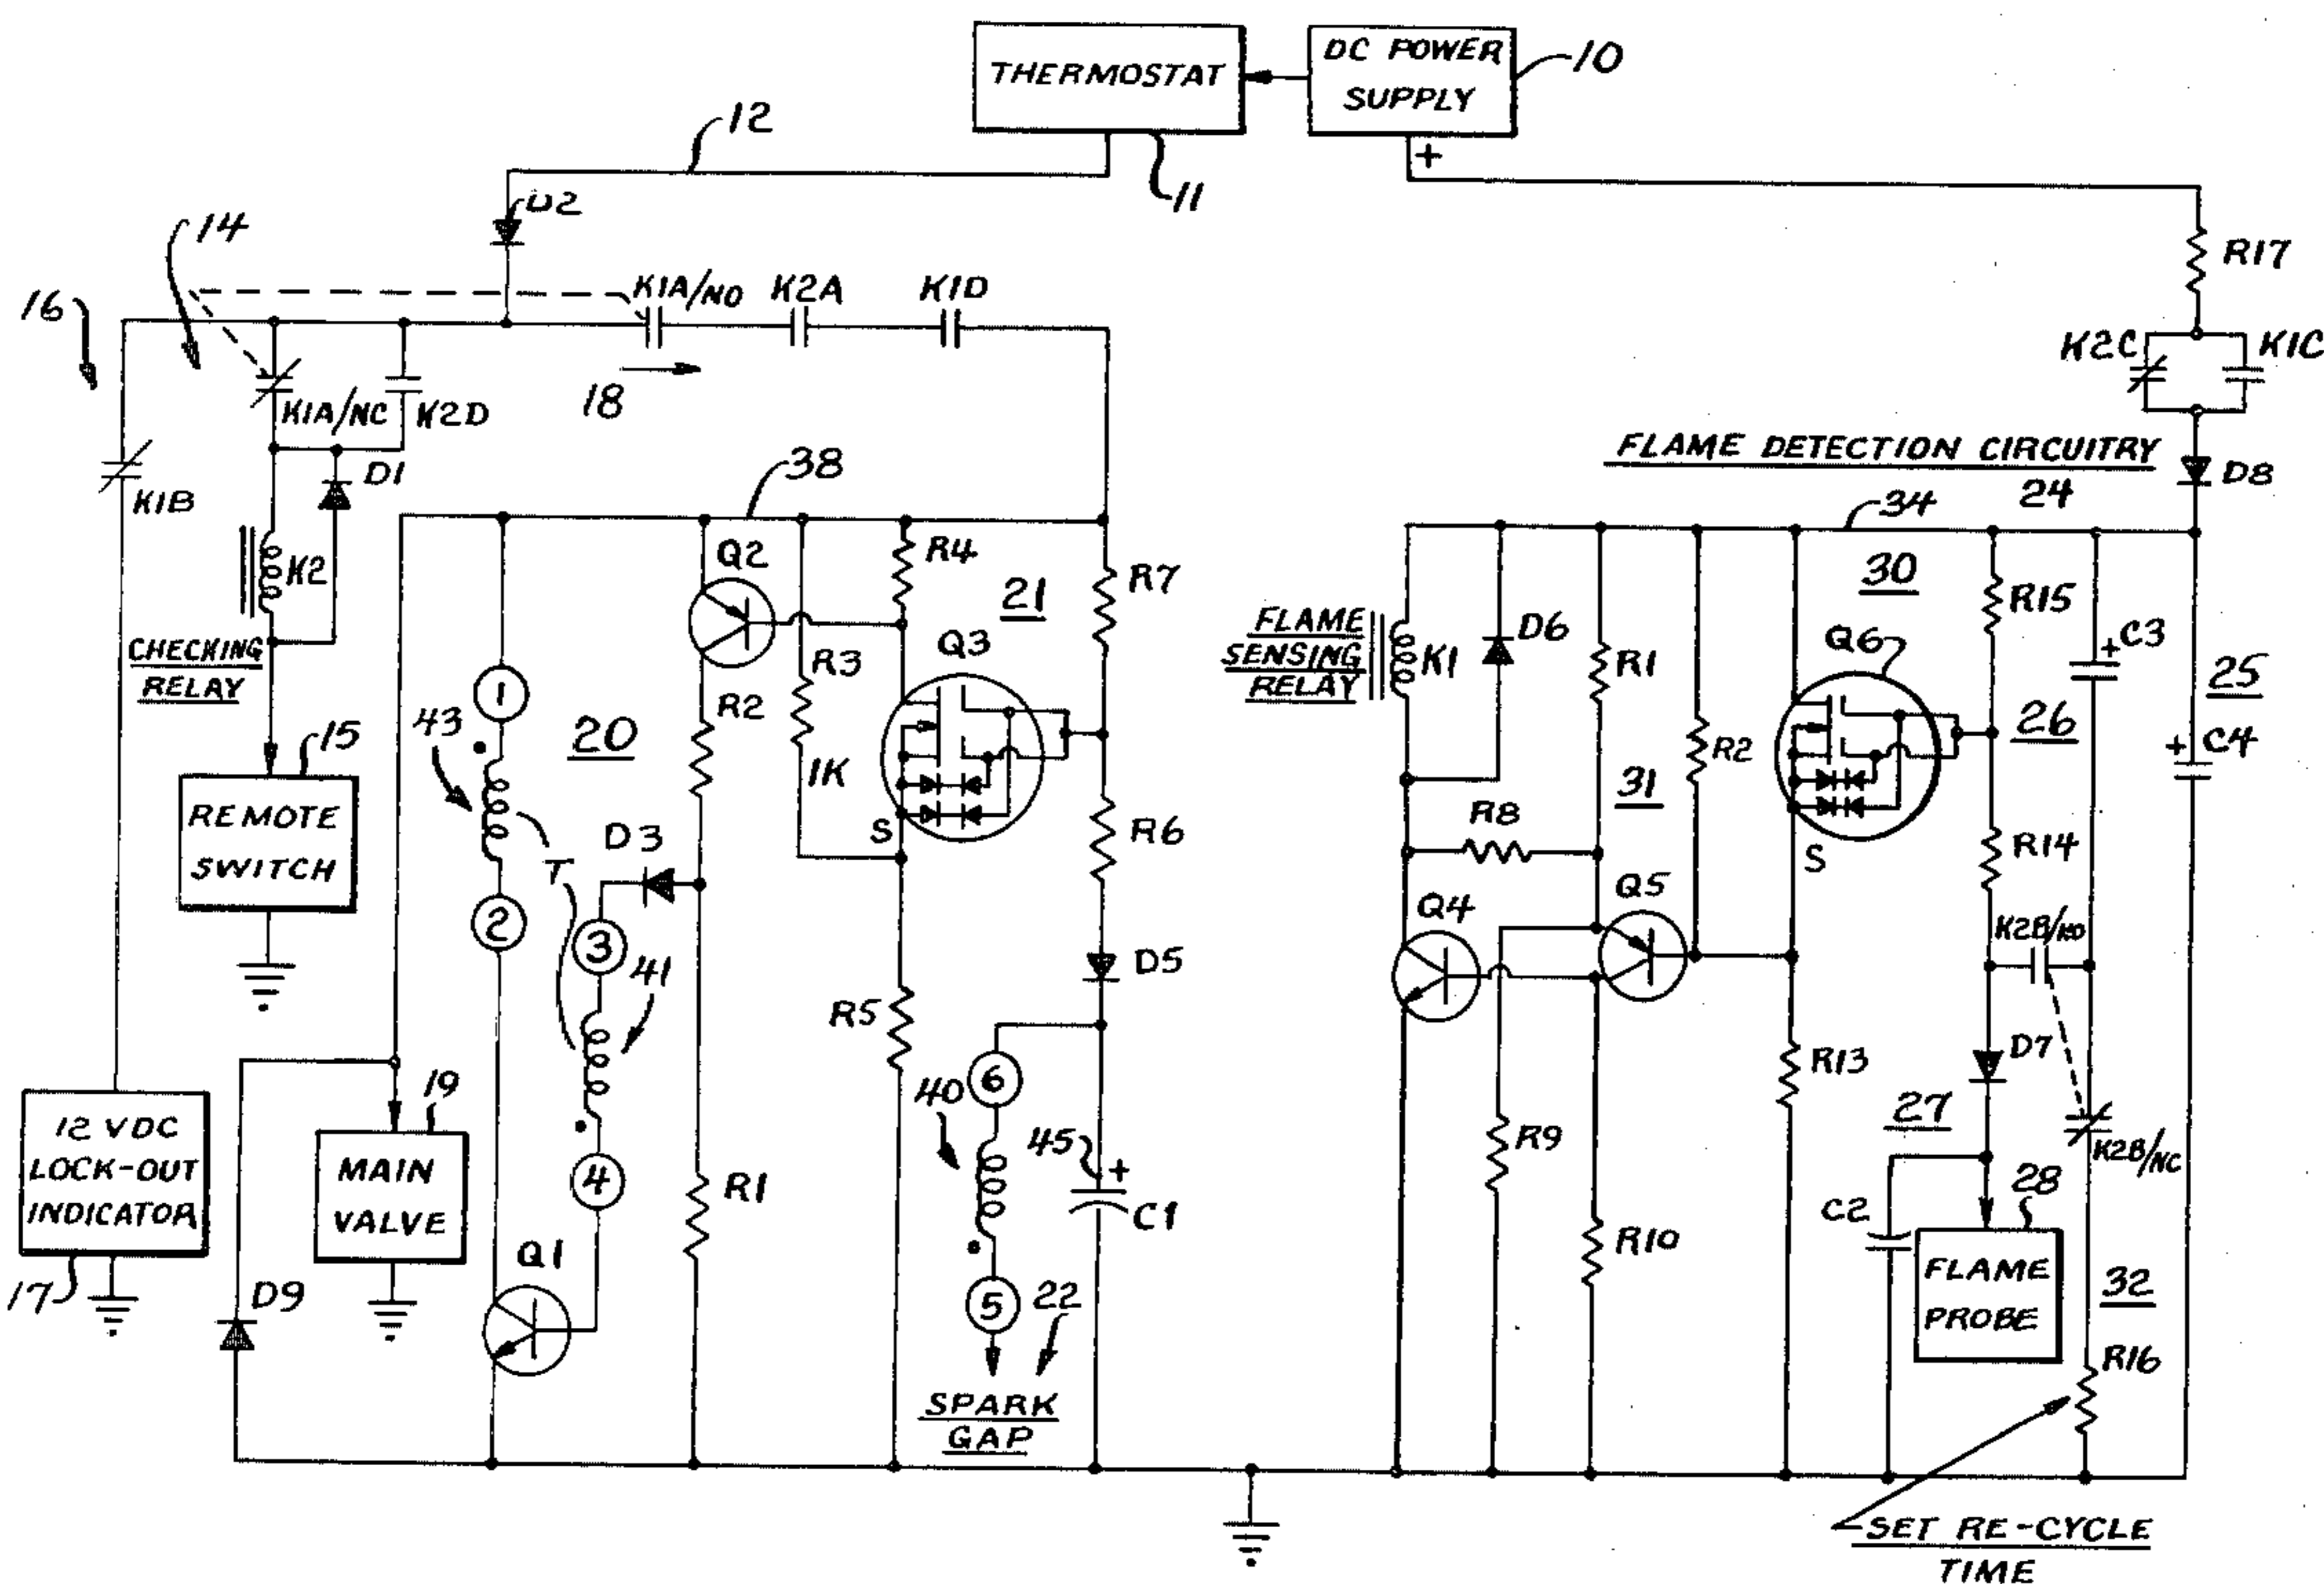 THERMOSTAT
DC POWER
SUPPLY
10
12
+
11
D2
14
R17
16
K1A/NO
K2A
K1D
K2C
K1C
18
K1A/NC
K2D
FLAME DETECTION CIRCUITRY
D1
38
D8
K1B
24
34
Q2
R4
K2
21
R7
30
R15
FLAME
SENSING
RELAY
K1
D6
C3
+
CHECKING
RELAY
Q3
R3
R1
Q6
25
1
R2
43
20
26
15
1K
31
R2
+
C4
REMOTE
SWITCH
S
R6
R8
D3
T
S
R14
Q5
2
Q4
3
K2B/NO
41
D5
R5
D7
R13
6
19
40
27
12 VDC
LOCK-OUT
INDICATOR
MAIN
VALVE
45
+
R9
K2B/NC
4
R1
28
C2
C1
Q1
R10
FLAME
PROBE
17
D9
5
22
32
SPARK
GAP
R16
SET RE-CYCLE
TIME